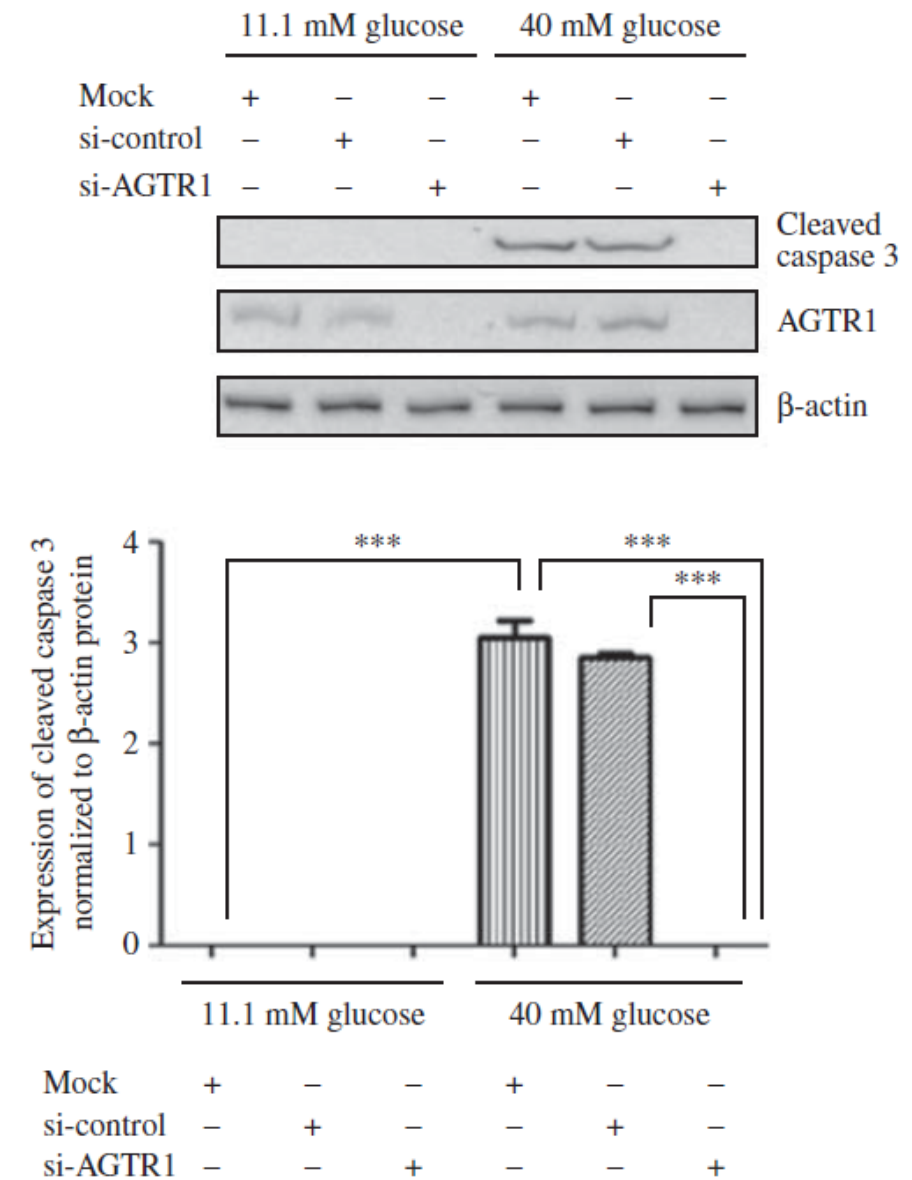 11.1 mM glucose 40 mM glucose
Mock + – – + – –
si-control – + – – + –
si-AGTR1 – – + – – +
Cleaved
caspase 3
AGTR1
β-actin
Expression of cleaved caspase 3
normalized to β-actin protein
4
3
2
1
0
*** ***
***
11.1 mM glucose 40 mM glucose
Mock + – – + – –
si-control – + – – + –
si-AGTR1 – – + – – +